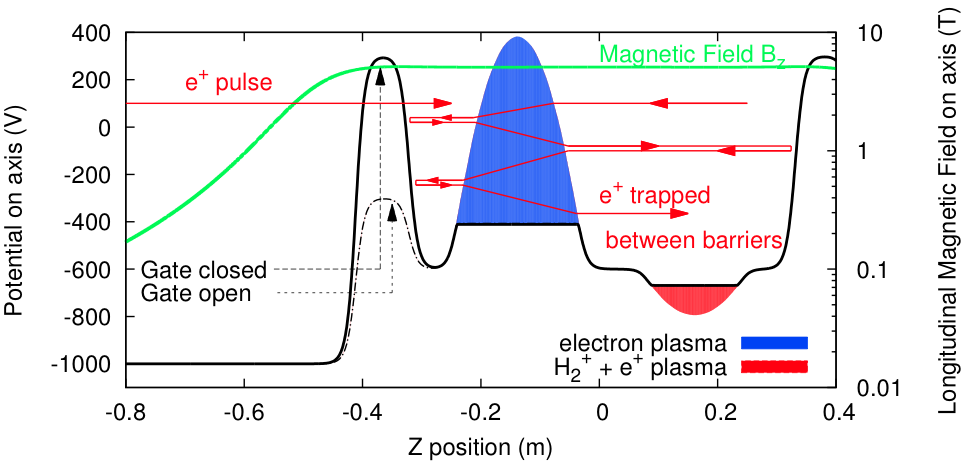 Magnetic Field B_z
e⁺ pulse
e⁺ trapped
between barriers
Gate closed
Gate open
electron plasma
H₂⁺ + e⁺ plasma
Potential on axis (V)
400
200
0
-200
-400
-600
-800
-1000
Longitudinal Magnetic Field on axis (T)
10
1
0.1
0.01
-0.8
-0.6
-0.4
-0.2
0
0.2
0.4
Z position (m)